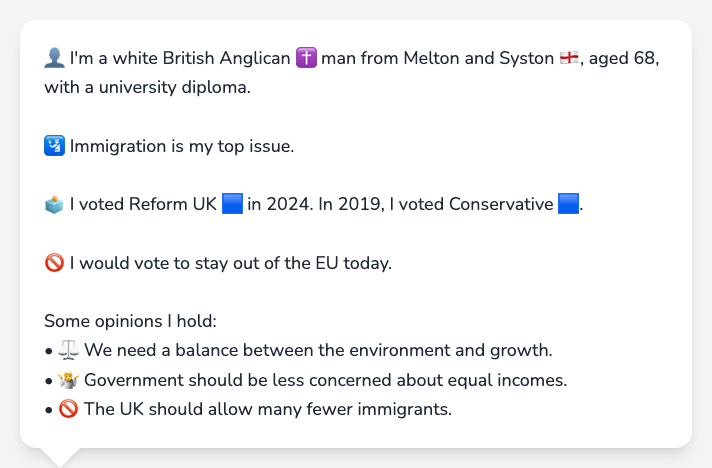 👤 I'm a white British Anglican ✝️ man from Melton and Syston 🏴󠁧󠁢󠁥󠁮󠁧󠁿, aged 68,
with a university diploma.
🛂 Immigration is my top issue.
🗳️ I voted Reform UK 🟦 in 2024. In 2019, I voted Conservative 🟦.
🚫 I would vote to stay out of the EU today.
Some opinions I hold:
• ⚖️ We need a balance between the environment and growth.
• 🤷 Government should be less concerned about equal incomes.
• 🚫 The UK should allow many fewer immigrants.